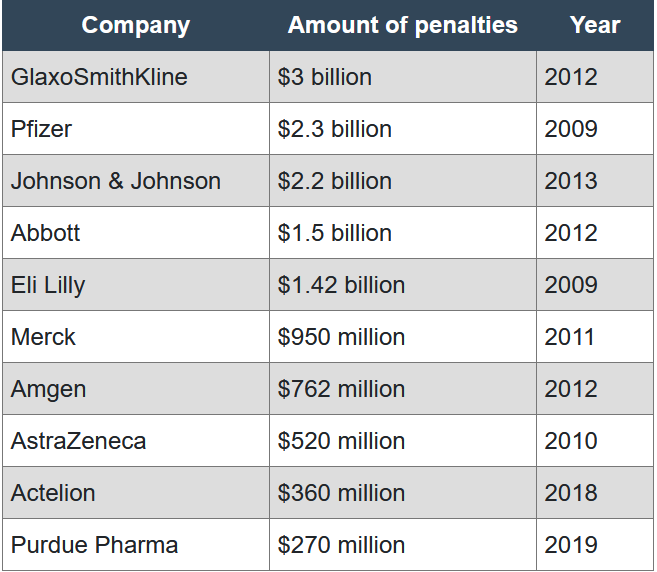 Company Amount of penalties Year
GlaxoSmithKline $3 billion 2012
Pfizer $2.3 billion 2009
Johnson & Johnson $2.2 billion 2013
Abbott $1.5 billion 2012
Eli Lilly $1.42 billion 2009
Merck $950 million 2011
Amgen $762 million 2012
AstraZeneca $520 million 2010
Actelion $360 million 2018
Purdue Pharma $270 million 2019